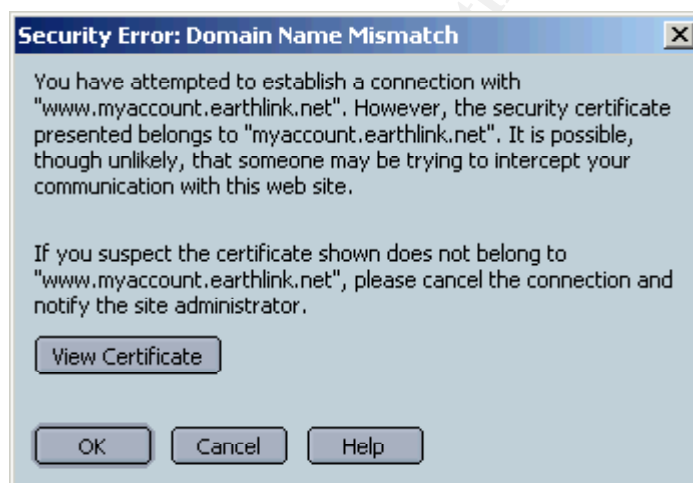 Security Error: Domain Name Mismatch
You have attempted to establish a connection with
"www.myaccount.earthlink.net". However, the security certificate
presented belongs to "myaccount.earthlink.net". It is possible,
though unlikely, that someone may be trying to intercept your
communication with this web site.
If you suspect the certificate shown does not belong to
"www.myaccount.earthlink.net", please cancel the connection and
notify the site administrator.
View Certificate
OK Cancel Help